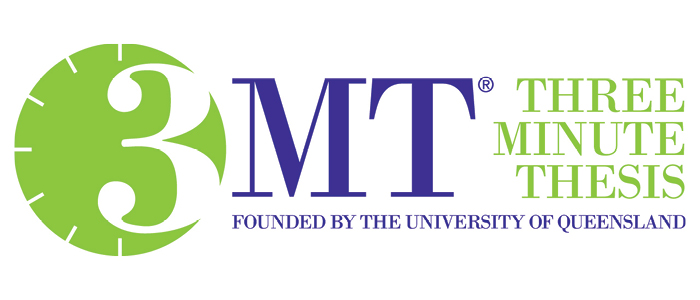 3MT®
THREE
MINUTE
THESIS
FOUNDED BY THE UNIVERSITY OF QUEENSLAND